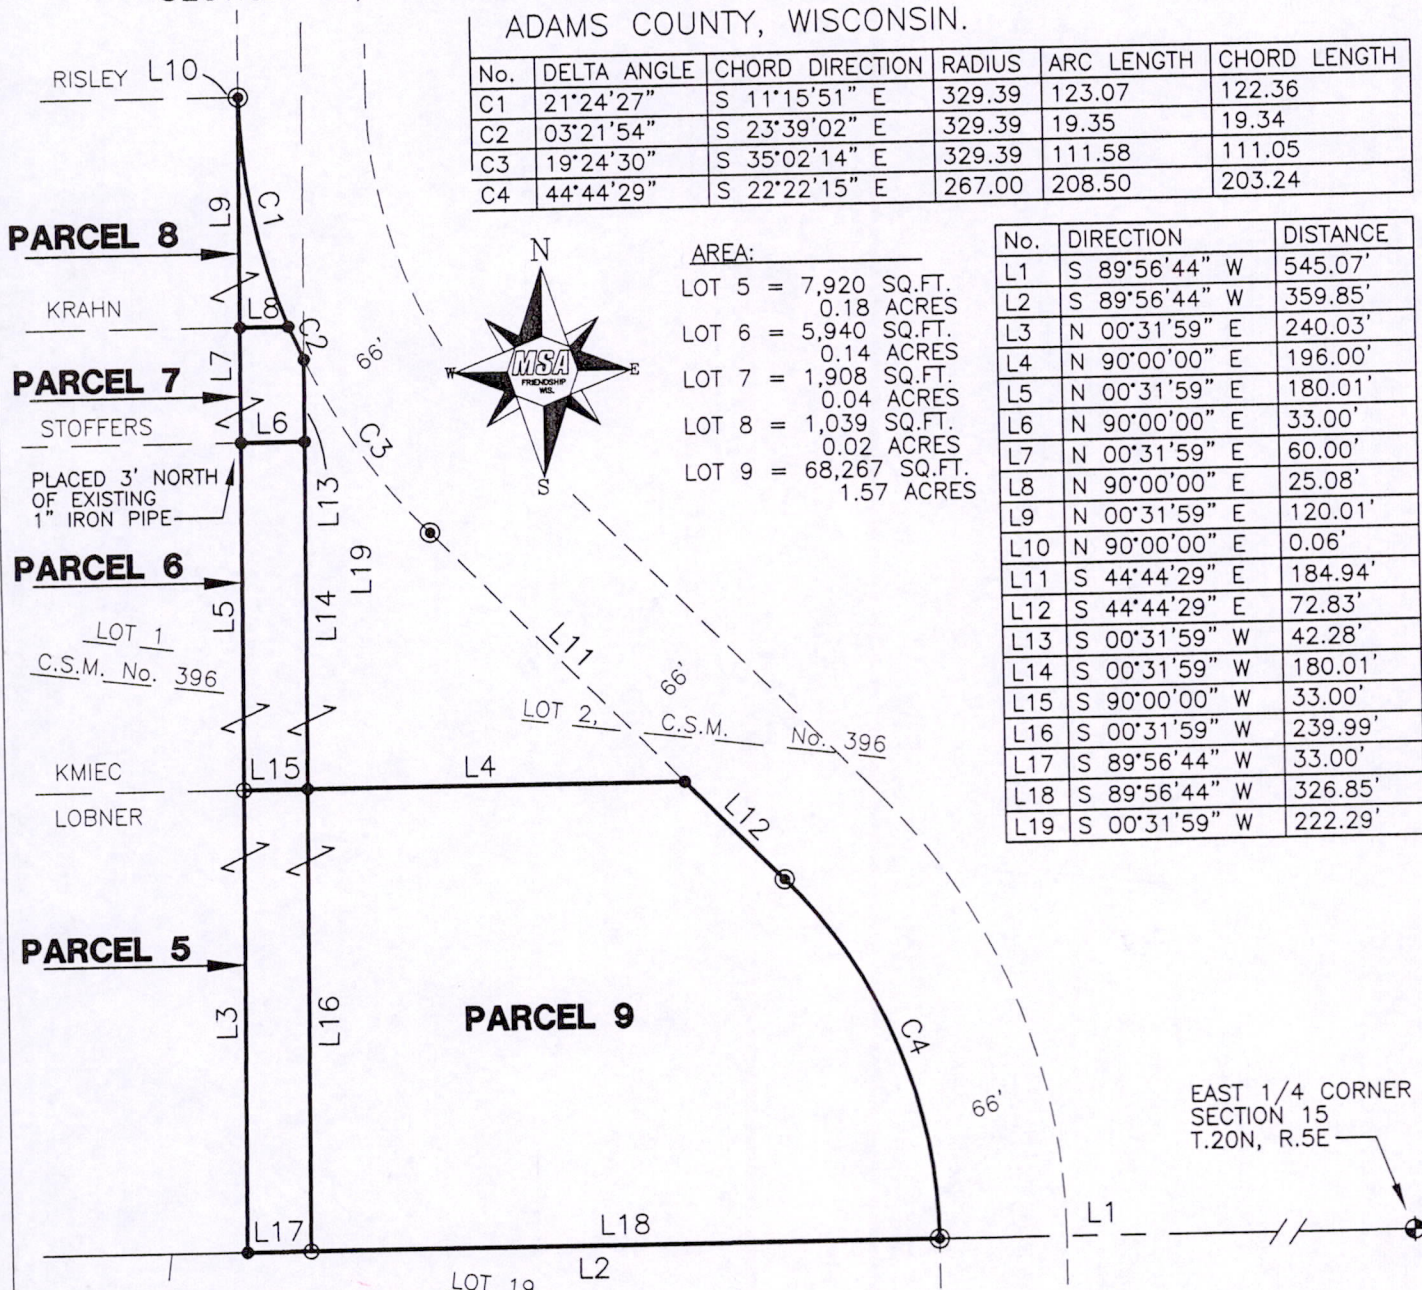 ADAMS COUNTY, WISCONSIN.
No. DELTA ANGLE CHORD DIRECTION RADIUS ARC LENGTH CHORD LENGTH
C1 21°24'27" S 11°15'51" E 329.39 123.07 122.36
C2 03°21'54" S 23°39'02" E 329.39 19.35 19.34
C3 19°24'30" S 35°02'14" E 329.39 111.58 111.05
C4 44°44'29" S 22°22'15" E 267.00 208.50 203.24
No. DIRECTION DISTANCE
L1 S 89°56'44" W 545.07'
L2 S 89°56'44" W 359.85'
L3 N 00°31'59" E 240.03'
L4 N 90°00'00" E 196.00'
L5 N 00°31'59" E 180.01'
L6 N 90°00'00" E 33.00'
L7 N 00°31'59" E 60.00'
L8 N 90°00'00" E 25.08'
L9 N 00°31'59" E 120.01'
L10 N 90°00'00" E 0.06'
L11 S 44°44'29" E 184.94'
L12 S 44°44'29" E 72.83'
L13 S 00°31'59" W 42.28'
L14 S 00°31'59" W 180.01'
L15 S 90°00'00" W 33.00'
L16 S 00°31'59" W 239.99'
L17 S 89°56'44" W 33.00'
L18 S 89°56'44" W 326.85'
L19 S 00°31'59" W 222.29'
AREA:
LOT 5 = 7,920 SQ.FT.
0.18 ACRES
LOT 6 = 5,940 SQ.FT.
0.14 ACRES
LOT 7 = 1,908 SQ.FT.
0.04 ACRES
LOT 8 = 1,039 SQ.FT.
0.02 ACRES
LOT 9 = 68,267 SQ.FT.
1.57 ACRES
N
W
E
S
MSA
FRIENDSHIP
WIS.
RISLEY
L10
L9
C1
PARCEL 8
KRAHN
L8
C2
66'
L7
PARCEL 7
STOFFERS
L6
C3
PLACED 3' NORTH
OF EXISTING
1" IRON PIPE
L13
L19
PARCEL 6
L5
L14
LOT 1
C.S.M. No. 396
L11
66'
LOT 2, C.S.M. No. 396
KMIEC
L15
L4
LOBNER
L12
PARCEL 5
L3
L16
PARCEL 9
C4
66'
EAST 1/4 CORNER
SECTION 15
T.20N, R.5E
L17
L18
L1
L2
LOT 19